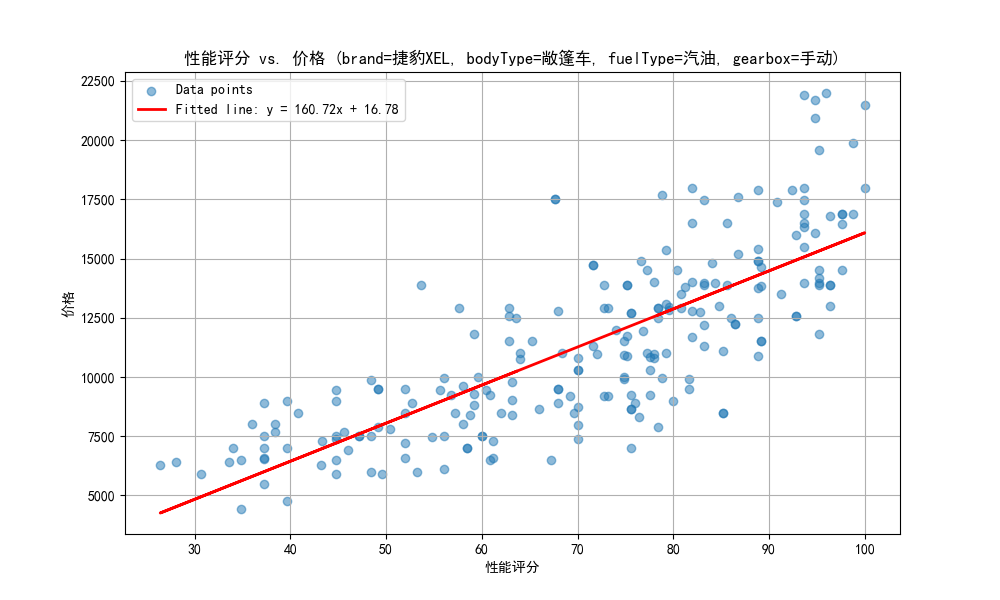 性能评分 vs. 价格 (brand=捷豹XEL, bodyType=敞篷车, fuelType=汽油, gearbox=手动)
Data points
Fitted line: y = 160.72x + 16.78
价格
22500
20000
17500
15000
12500
10000
7500
5000
30 40 50 60 70 80 90 100
性能评分